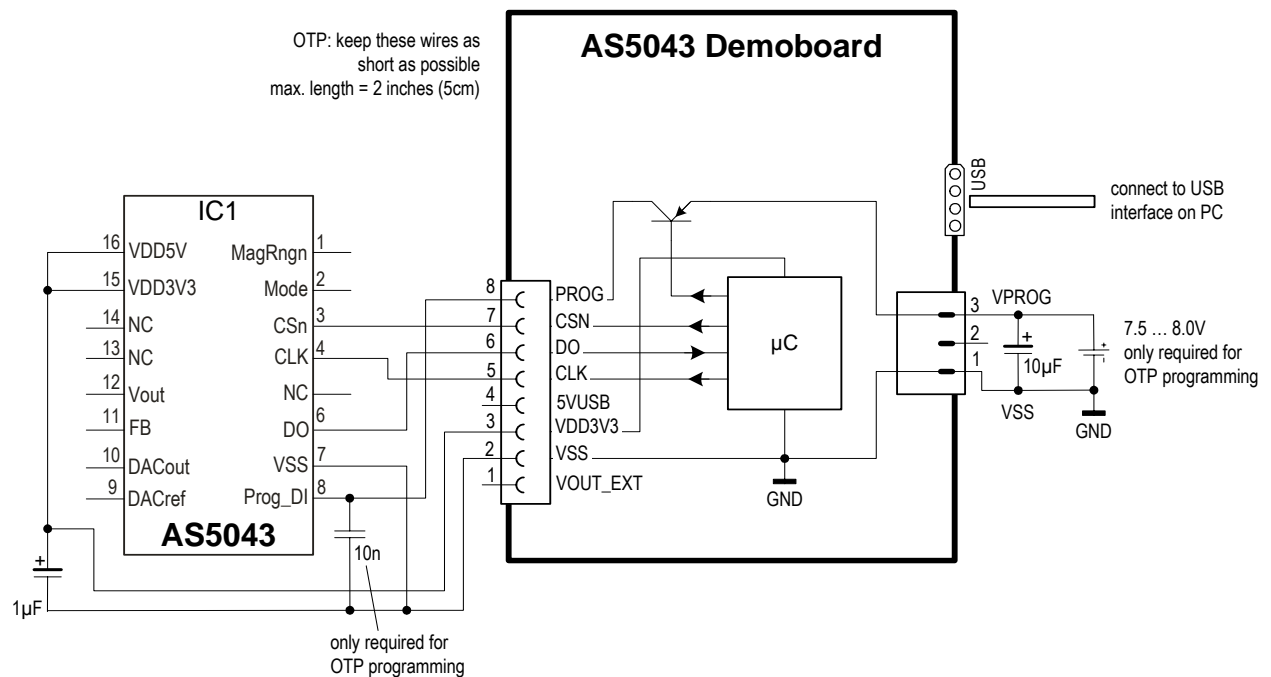 OTP: keep these wires as
short as possible
max. length = 2 inches (5cm)
AS5043 Demoboard
USB
connect to USB
interface on PC
IC1
16 VDD5V
15 VDD3V3
14 NC
13 NC
12 Vout
11 FB
10 DACout
9 DACref
MagRngn 1
Mode 2
CSn 3
CLK 4
NC
DO 6
VSS 7
Prog_DI 8
AS5043
+
1µF
10n
only required for
OTP programming
8 PROG
7 CSN
6 DO
5 CLK
4 5VUSB
3 VDD3V3
2 VSS
1 VOUT_EXT
µC
GND
3 VPROG
2
1
+
10µF
VSS
+
-
7.5 ... 8.0V
only required for
OTP programming
GND